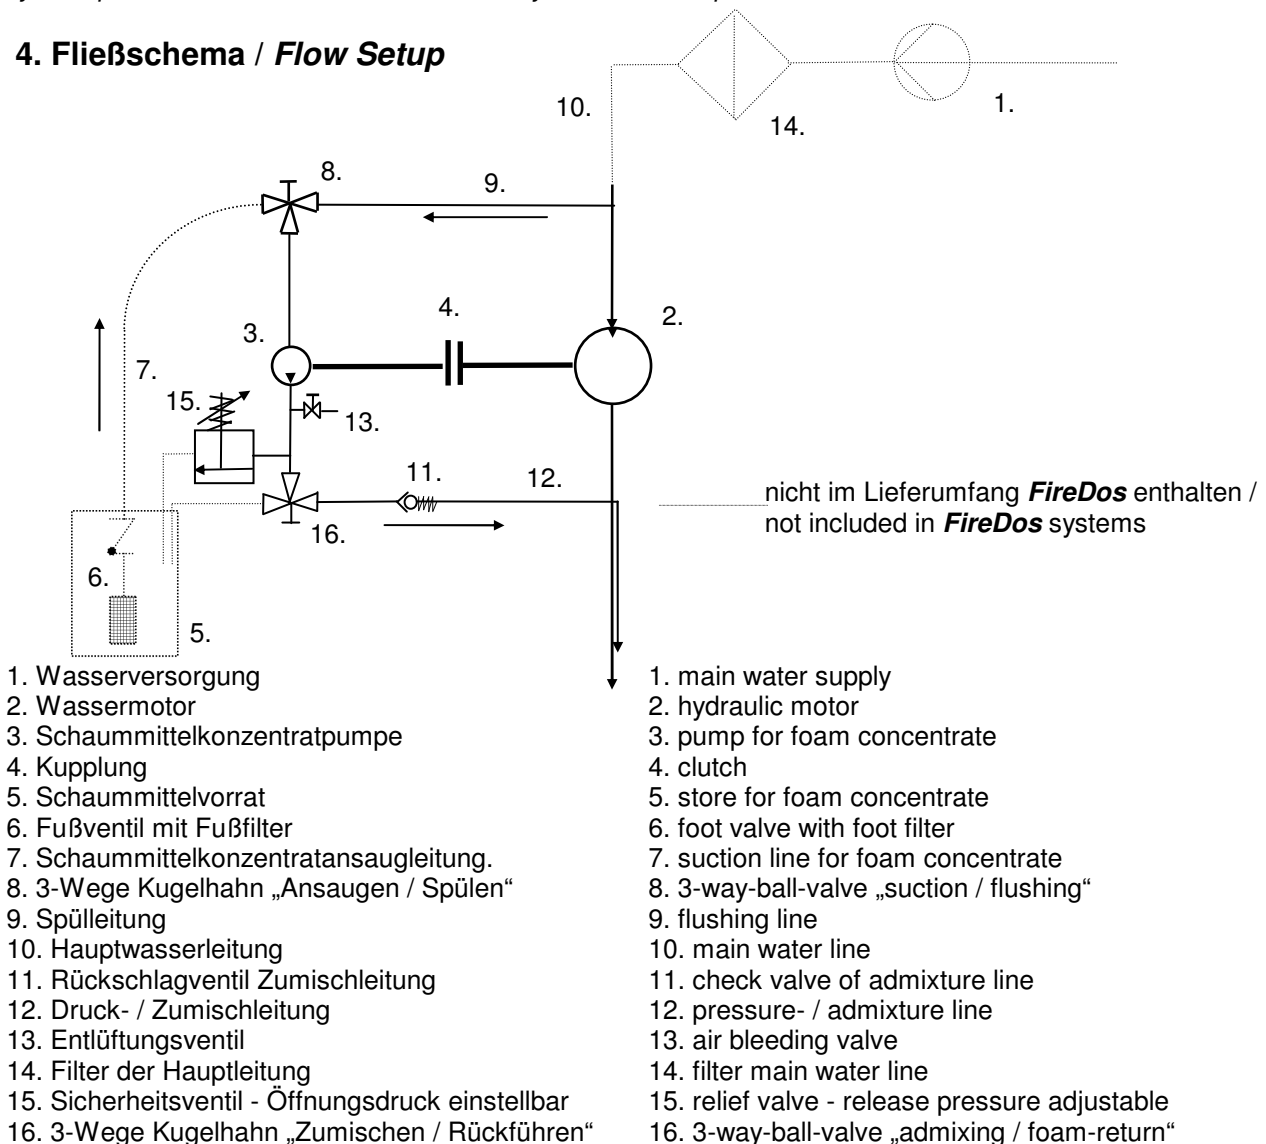 4. Fließschema / Flow Setup
1.
10.
14.
8.
9.
4.
2.
3.
7.
15.
13.
11.
12.
nicht im Lieferumfang FireDos enthalten /
not included in FireDos systems
16.
6.
5.
1. Wasserversorgung
2. Wassermotor
3. Schaummittelkonzentratpumpe
4. Kupplung
5. Schaummittelvorrat
6. Fußventil mit Fußfilter
7. Schaummittelkonzentratansaugleitung.
8. 3-Wege Kugelhahn „Ansaugen / Spülen“
9. Spülleitung
10. Hauptwasserleitung
11. Rückschlagventil Zumischleitung
12. Druck- / Zumischleitung
13. Entlüftungsventil
14. Filter der Hauptleitung
15. Sicherheitsventil - Öffnungsdruck einstellbar
16. 3-Wege Kugelhahn „Zumischen / Rückführen“
1. main water supply
2. hydraulic motor
3. pump for foam concentrate
4. clutch
5. store for foam concentrate
6. foot valve with foot filter
7. suction line for foam concentrate
8. 3-way-ball-valve „suction / flushing“
9. flushing line
10. main water line
11. check valve of admixture line
12. pressure- / admixture line
13. air bleeding valve
14. filter main water line
15. relief valve - release pressure adjustable
16. 3-way-ball-valve „admixing / foam-return“